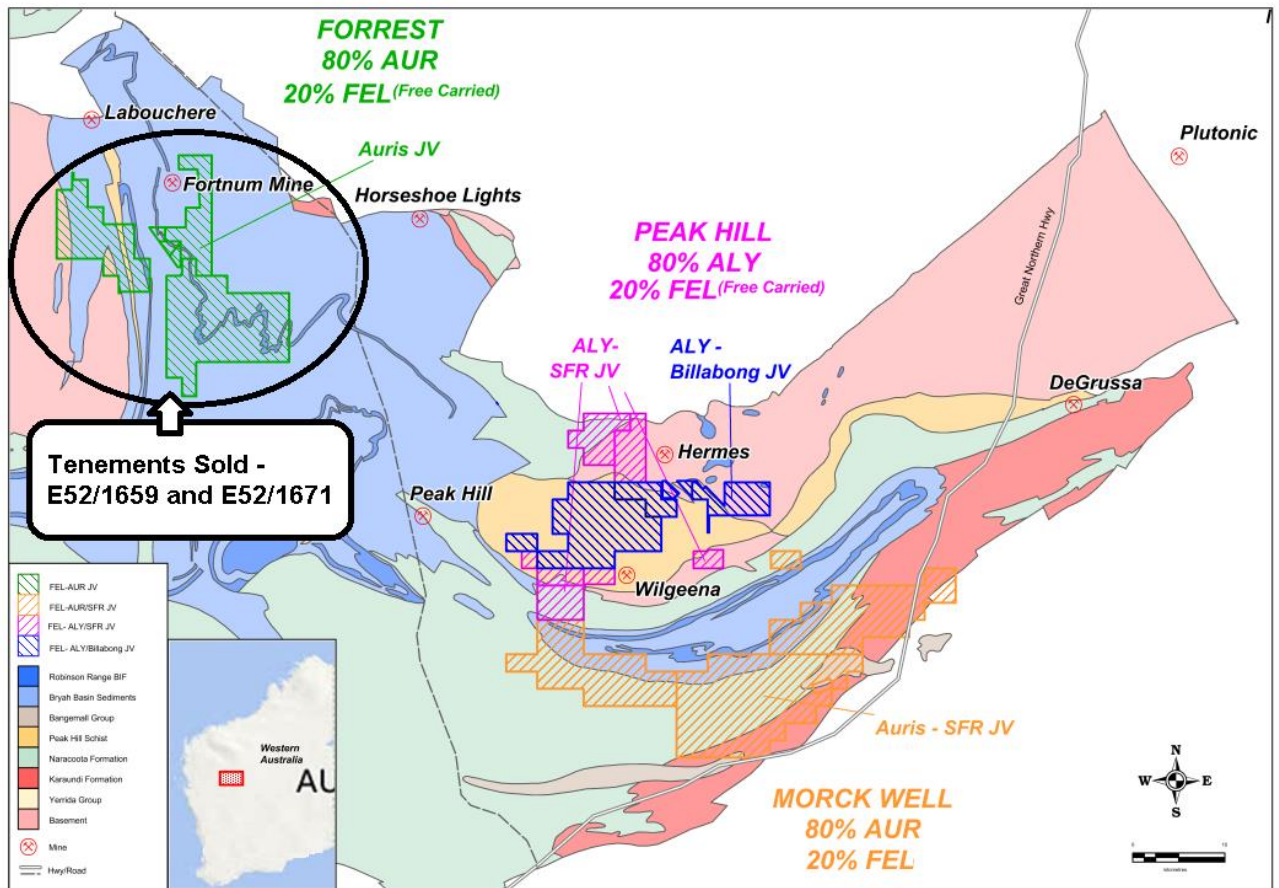 FORREST
80% AUR
20% FEL (Free Carried)
Labouchere
Auris JV
Fortnum Mine
Horseshoe Lights
Plutonic
PEAK HILL
80% ALY
20% FEL (Free Carried)
Great Northern Hwy
ALY-
SFR JV
ALY -
Billabong JV
DeGrussa
Hermes
Tenements Sold -
E52/1659 and E52/1671
Peak Hill
Wilgeena
Auris - SFR JV
MORCK WELL
80% AUR
20% FEL
FEL-AUR JV
FEL-AUR/SFR JV
FEL- ALY/SFR JV
FEL- ALY/Billabong JV
Robinson Range BIF
Bryah Basin Sediments
Bangemall Group
Peak Hill Schist
Naracoota Formation
Karaundi Formation
Yerrida Group
Basement
Mine
Hwy/Road
Western
Australia
AU
N
W E
S
0 10
kilometres